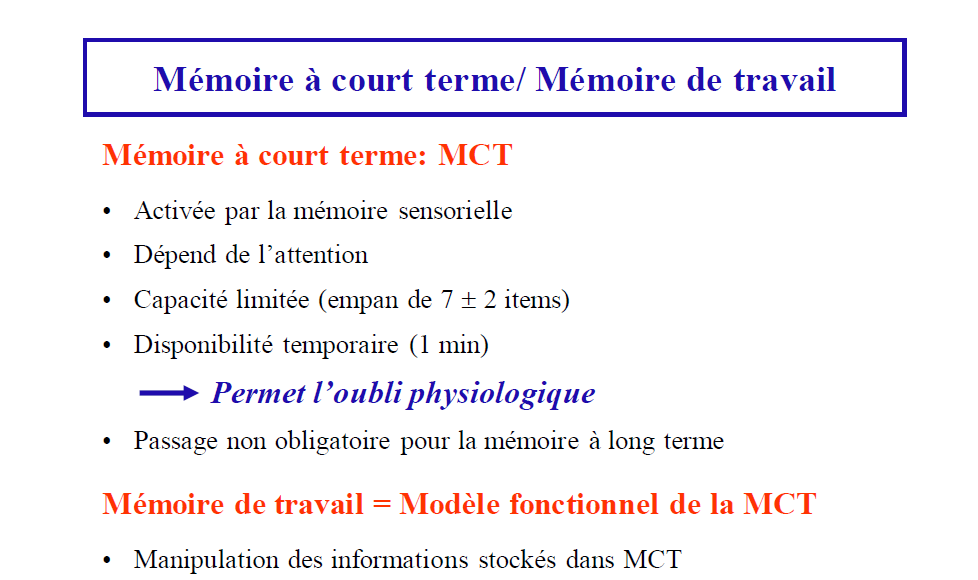 Mémoire à court terme/ Mémoire de travail
Mémoire à court terme: MCT
• Activée par la mémoire sensorielle
• Dépend de l’attention
• Capacité limitée (empan de 7 ± 2 items)
• Disponibilité temporaire (1 min)
Permet l’oubli physiologique
• Passage non obligatoire pour la mémoire à long terme
Mémoire de travail = Modèle fonctionnel de la MCT
• Manipulation des informations stockés dans MCT